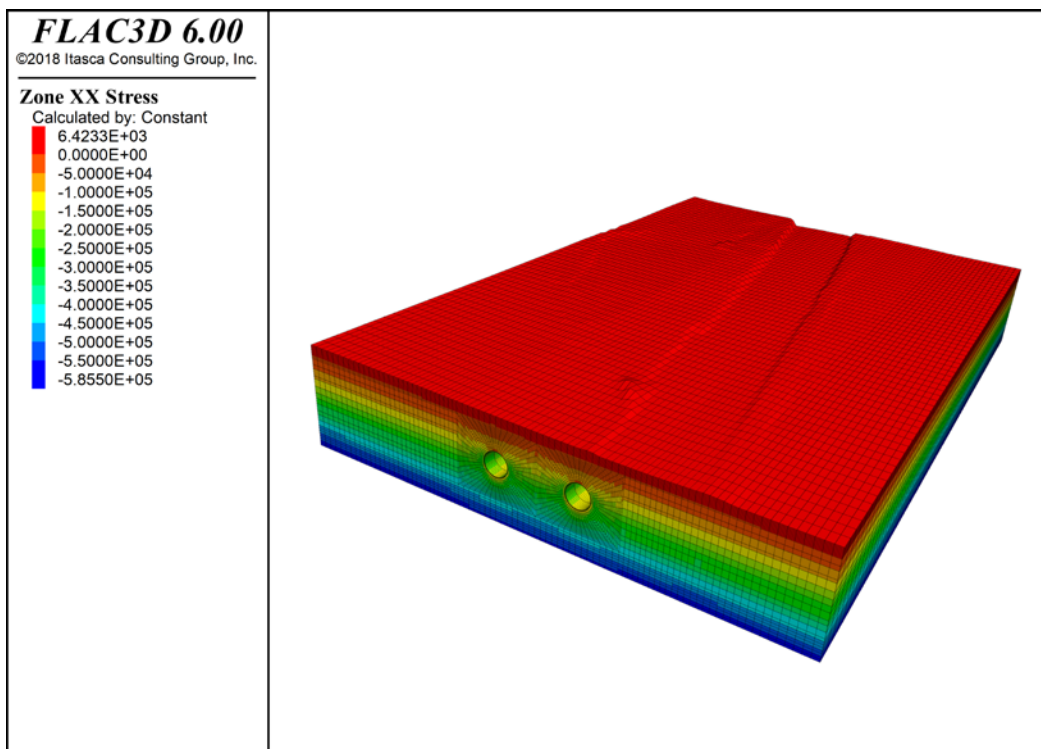 FLAC3D 6.00
©2018 Itasca Consulting Group, Inc.
Zone XX Stress
Calculated by: Constant
6.4233E+03
0.0000E+00
-5.0000E+04
-1.0000E+05
-1.5000E+05
-2.0000E+05
-2.5000E+05
-3.0000E+05
-3.5000E+05
-4.0000E+05
-4.5000E+05
-5.0000E+05
-5.5000E+05
-5.8550E+05